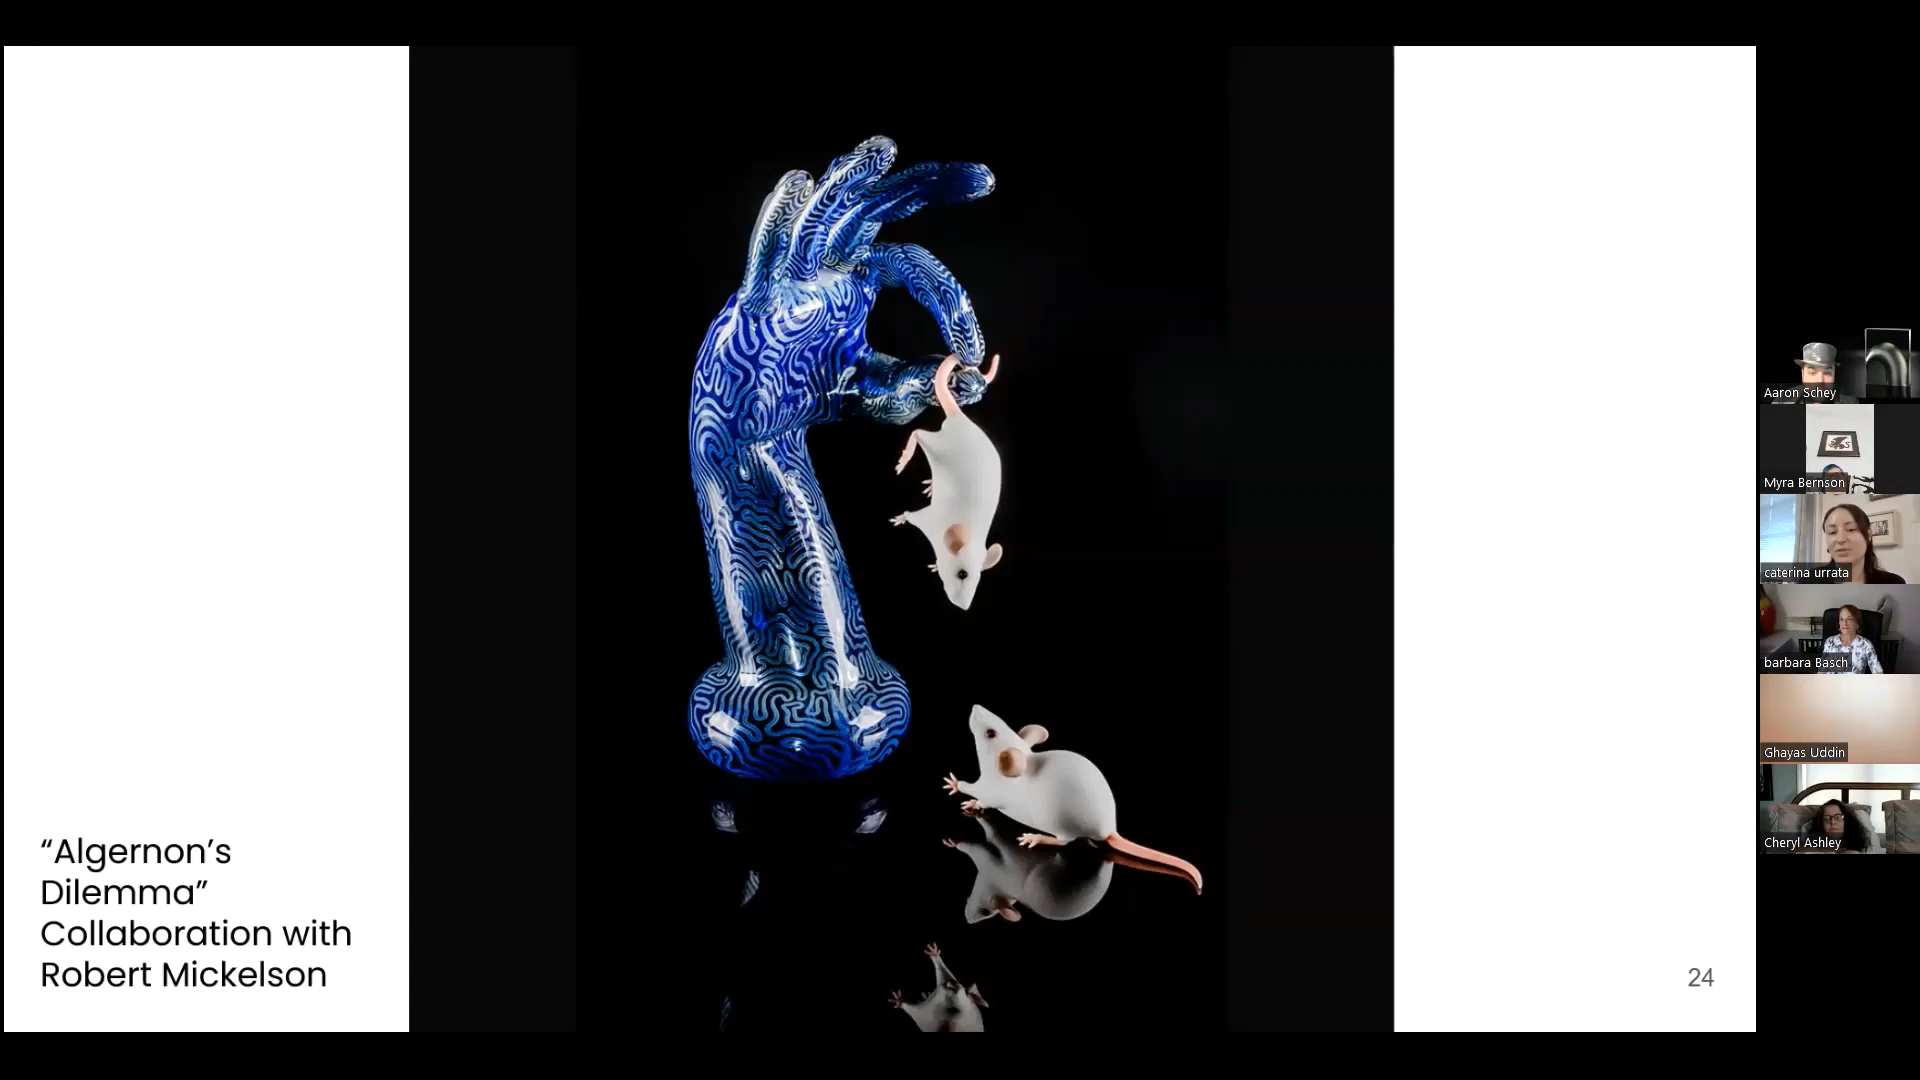 “Algernon’s
Dilemma”
Collaboration with
Robert Mickelson
24
Aaron Schey
Myra Bernson
caterina urrata
barbara Basch
Ghayas Uddin
Cheryl Ashley